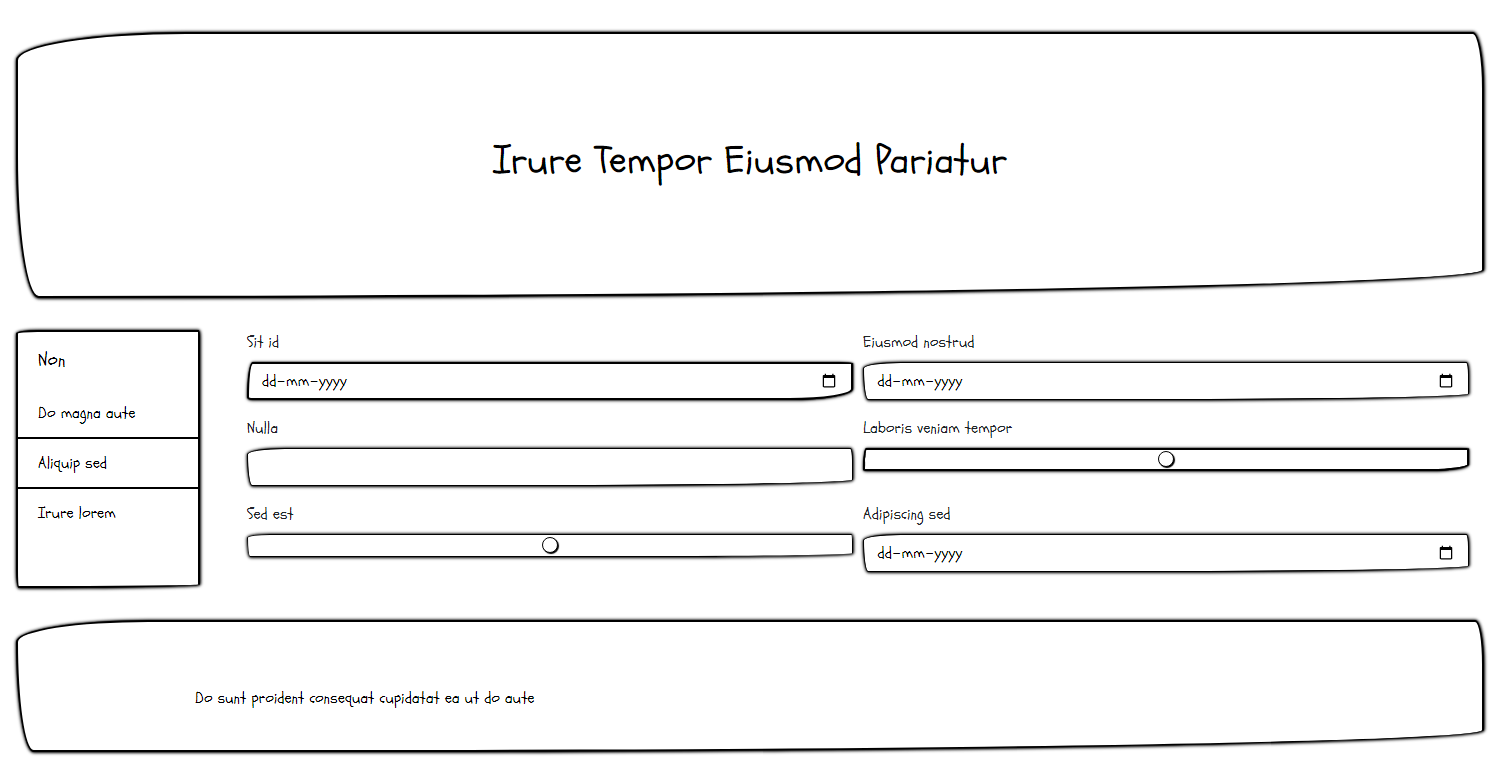 Irure Tempor Eiusmod Pariatur
Non
Do magna aute
Aliquip sed
Irure lorem
Sit id
dd-mm-yyyy
Eiusmod nostrud
dd-mm-yyyy
Nulla
Laboris veniam tempor
Sed est
Adipiscing sed
dd-mm-yyyy
Do sunt proident consequat cupidatat ea ut do aute